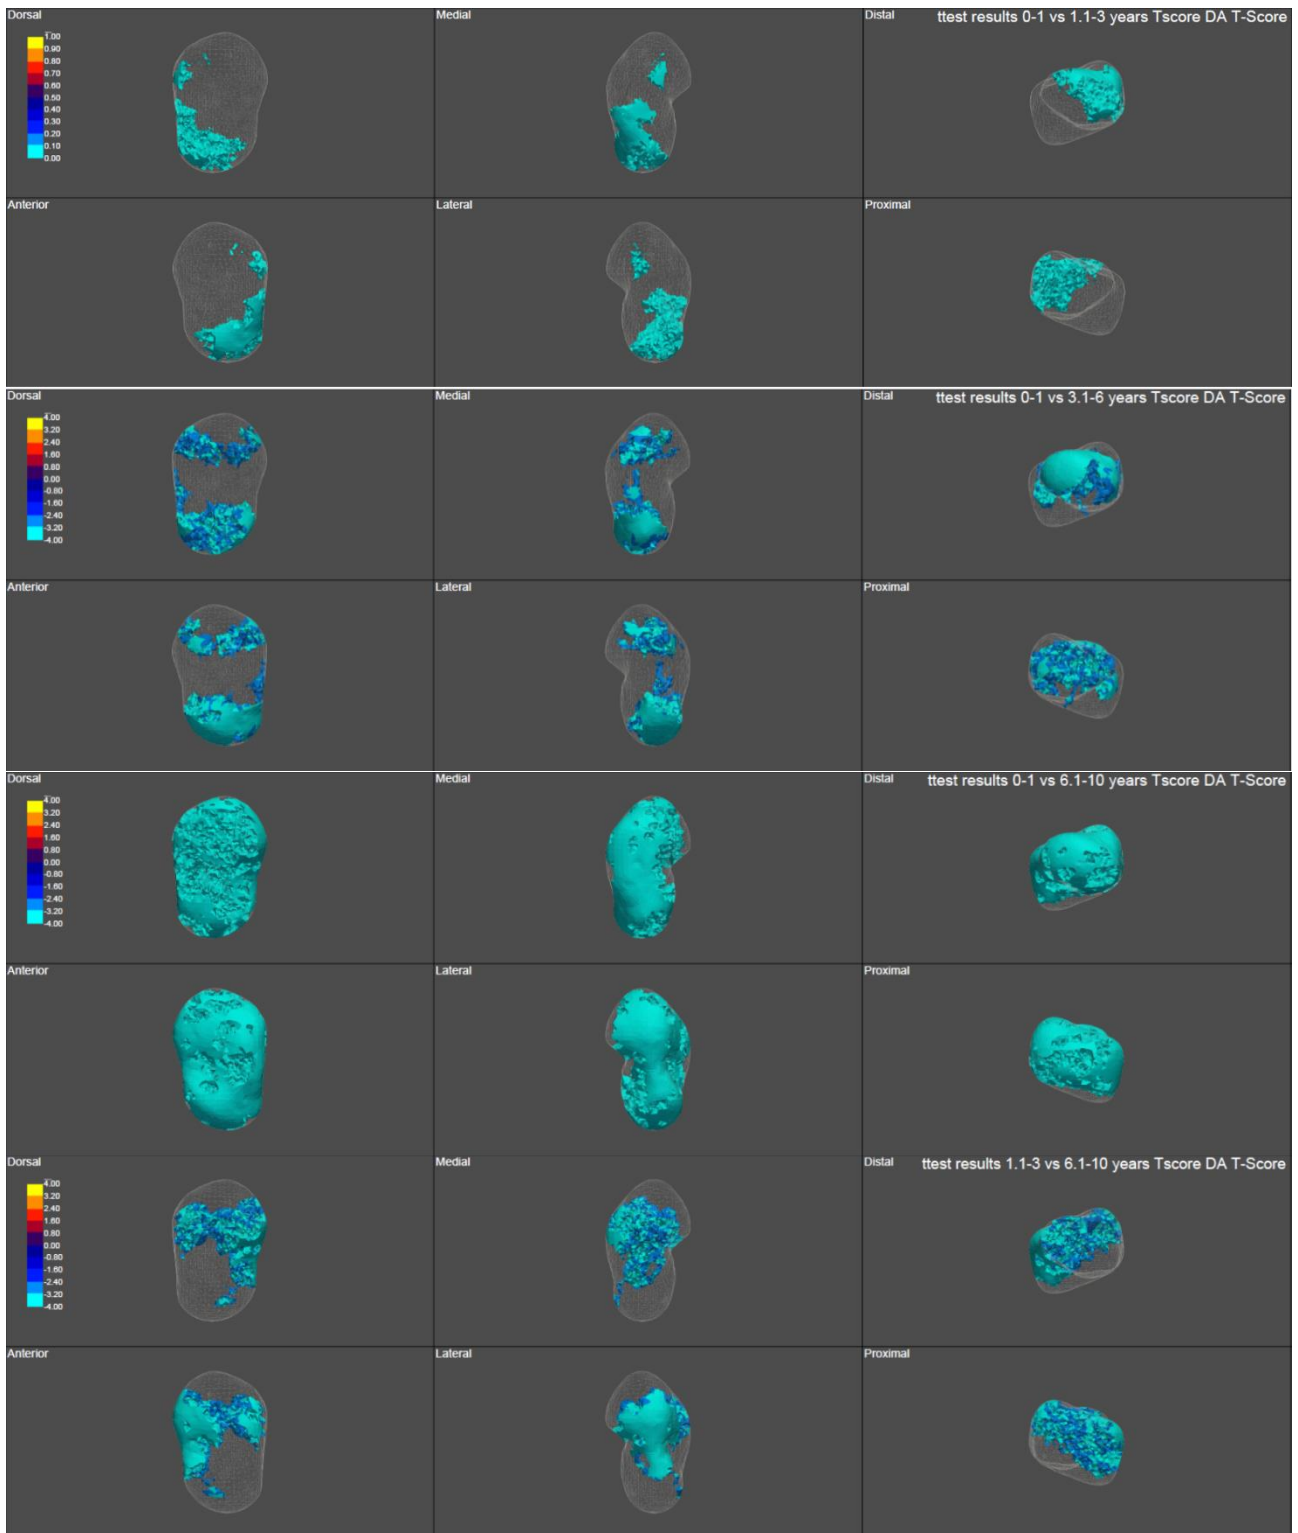 Dorsal
Medial
Distal
ttest results 0-1 vs 1.1-3 years Tscore DA T-Score
1.00
0.90
0.80
0.70
0.60
0.50
0.40
0.30
0.20
0.10
0.00
Anterior
Lateral
Proximal
Dorsal
Medial
Distal
ttest results 0-1 vs 3.1-6 years Tscore DA T-Score
4.00
3.20
2.40
1.60
0.80
0.00
-0.80
-1.60
-2.40
-3.20
-4.00
Anterior
Lateral
Proximal
Dorsal
Medial
Distal
ttest results 0-1 vs 6.1-10 years Tscore DA T-Score
4.00
3.20
2.40
1.60
0.80
0.00
-0.80
-1.60
-2.40
-3.20
-4.00
Anterior
Lateral
Proximal
Dorsal
Medial
Distal
ttest results 1.1-3 vs 6.1-10 years Tscore DA T-Score
4.00
3.20
2.40
1.60
0.80
0.00
-0.80
-1.60
-2.40
-3.20
-4.00
Anterior
Lateral
Proximal